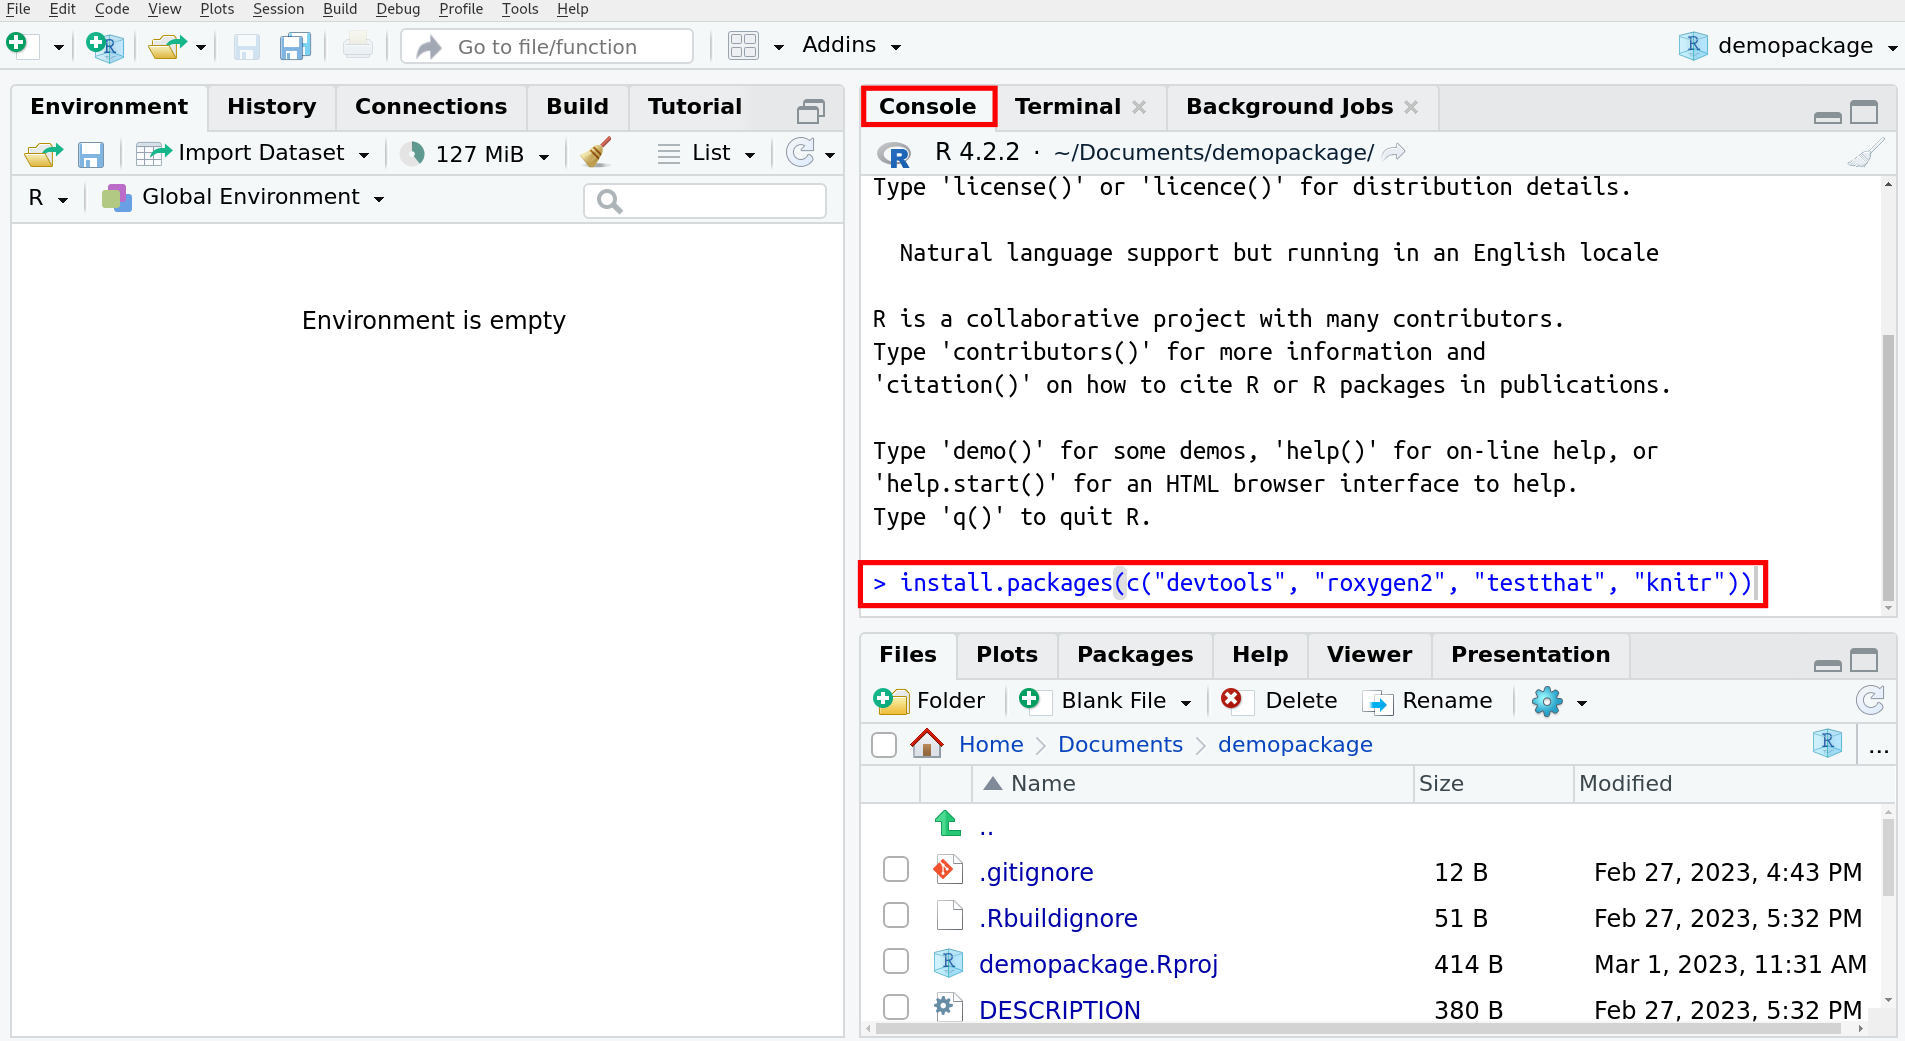 File Edit Code View Plots Session Build Debug Profile Tools Help
Go to file/function Addins demopackage
Environment History Connections Build Tutorial
Import Dataset 127 MiB List
R Global Environment
Environment is empty
Console Terminal Background Jobs
R 4.2.2 · ~/Documents/demopackage/
Type 'license()' or 'licence()' for distribution details.
Natural language support but running in an English locale
R is a collaborative project with many contributors.
Type 'contributors()' for more information and
'citation()' on how to cite R or R packages in publications.
Type 'demo()' for some demos, 'help()' for on-line help, or
'help.start()' for an HTML browser interface to help.
Type 'q()' to quit R.
> install.packages(c("devtools", "roxygen2", "testthat", "knitr"))
Files Plots Packages Help Viewer Presentation
Folder Blank File Delete Rename
Home Documents demopackage ...
Name Size Modified
..
.gitignore 12 B Feb 27, 2023, 4:43 PM
.Rbuildignore 51 B Feb 27, 2023, 5:32 PM
demopackage.Rproj 414 B Mar 1, 2023, 11:31 AM
DESCRIPTION 380 B Feb 27, 2023, 5:32 PM